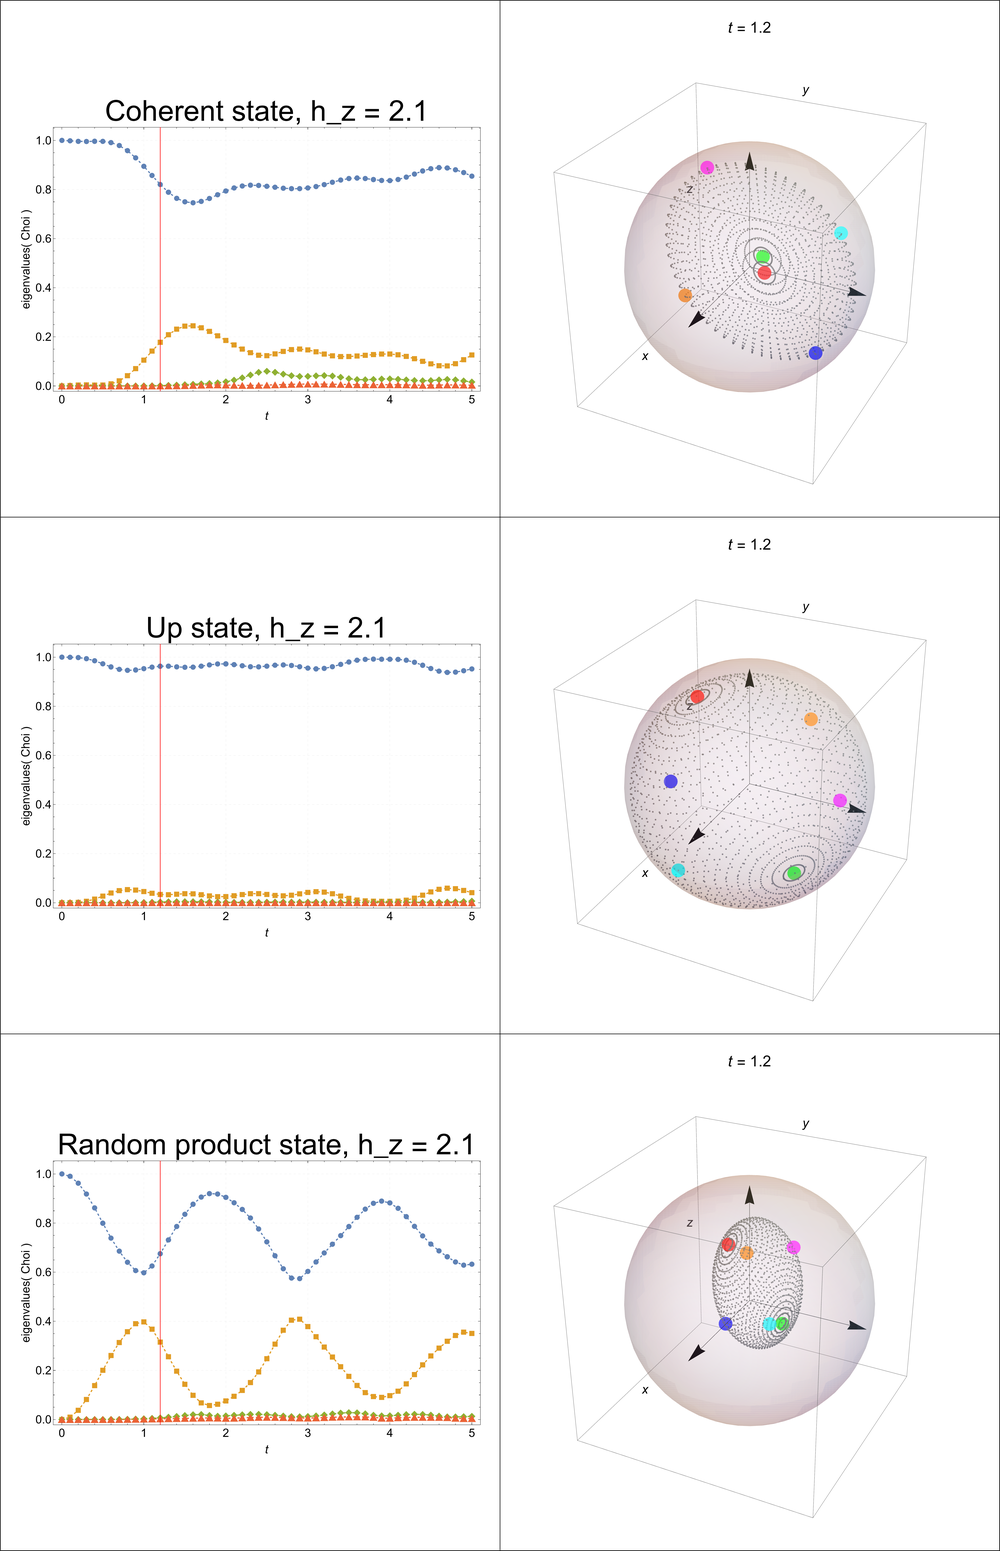 Coherent state, h_z = 2.1
eigenvalues( Choi )
1.0
0.8
0.6
0.4
0.2
0.0
0 1 2 3 4 5
t
t = 1.2
y
z
x
Up state, h_z = 2.1
eigenvalues( Choi )
1.0
0.8
0.6
0.4
0.2
0.0
0 1 2 3 4 5
t
t = 1.2
y
z
x
Random product state, h_z = 2.1
eigenvalues( Choi )
1.0
0.8
0.6
0.4
0.2
0.0
0 1 2 3 4 5
t
t = 1.2
y
z
x